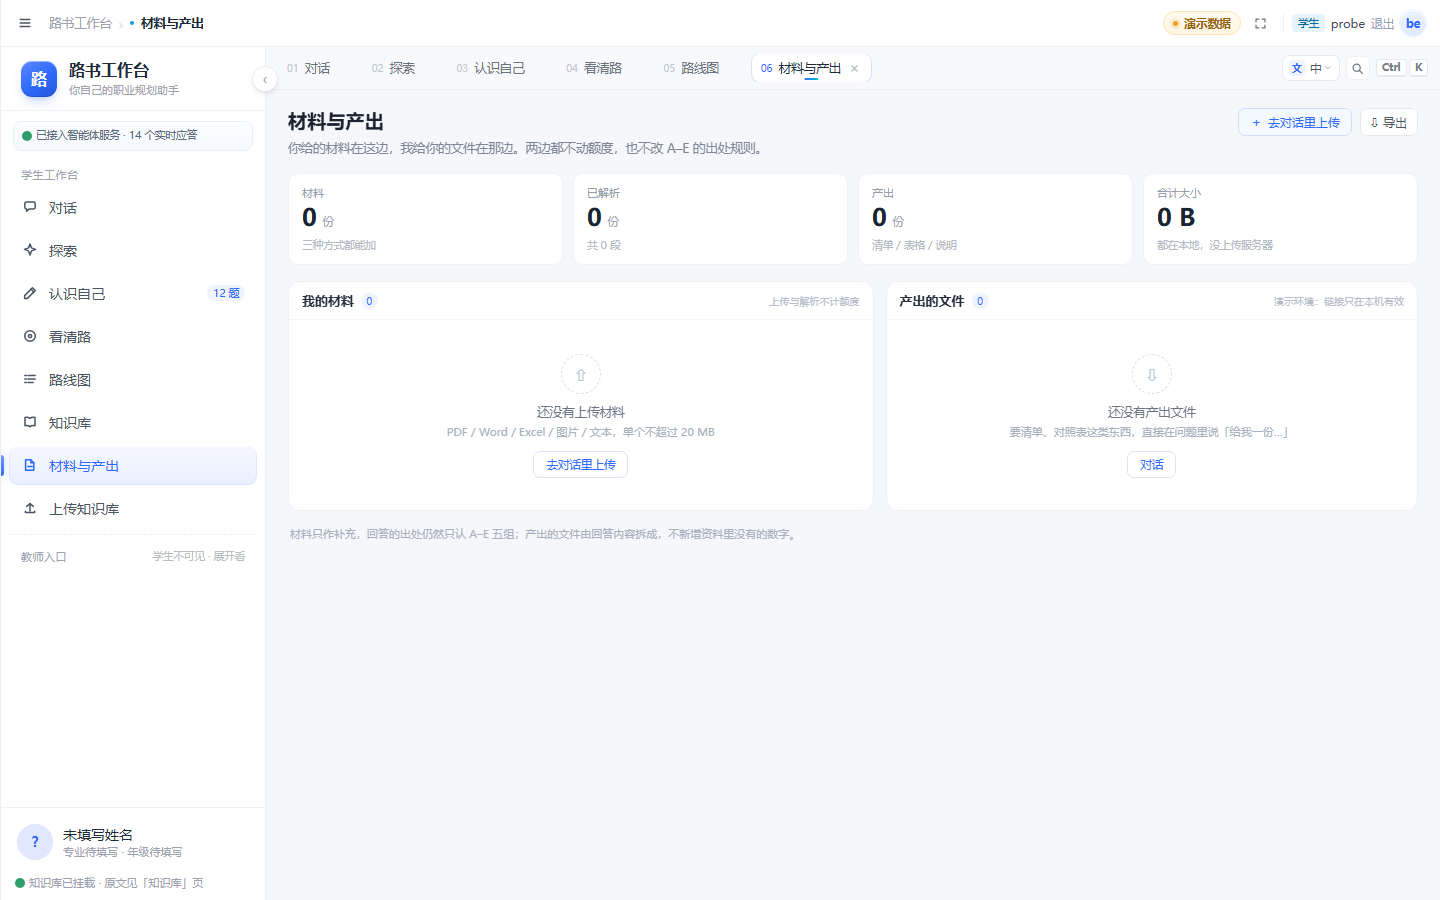 路书工作台 › 材料与产出
演示数据
学生 probe 退出 be
路 路书工作台
你自己的职业规划助手
已接入智能体服务 · 14 个实时应答
学生工作台
对话
探索
认识自己 12 题
看清路
路线图
知识库
材料与产出
上传知识库
教师入口 学生不可见 · 展开看
? 未填写姓名
专业待填写 · 年级待填写
知识库已挂载 · 原文见「知识库」页
01 对话 02 探索 03 认识自己 04 看清路 05 路线图 06 材料与产出 ×
文 中 Ctrl K
材料与产出
你给的材料在这边，我给你的文件在那边。两边都不动额度，也不改 A–E 的出处规则。
+ 去对话里上传 ⇩ 导出
材料
0 份
三种方式都能加
已解析
0 份
共 0 段
产出
0 份
清单 / 表格 / 说明
合计大小
0 B
都在本地，没上传服务器
我的材料 0 上传与解析不计额度
还没有上传材料
PDF / Word / Excel / 图片 / 文本，单个不超过 20 MB
去对话里上传
产出的文件 0 演示环境：链接只在本机有效
还没有产出文件
要清单、对照表这类东西，直接在问题里说「给我一份…」
对话
材料只作补充，回答的出处仍然只认 A–E 五组；产出的文件由回答内容拆成，不新增资料里没有的数字。